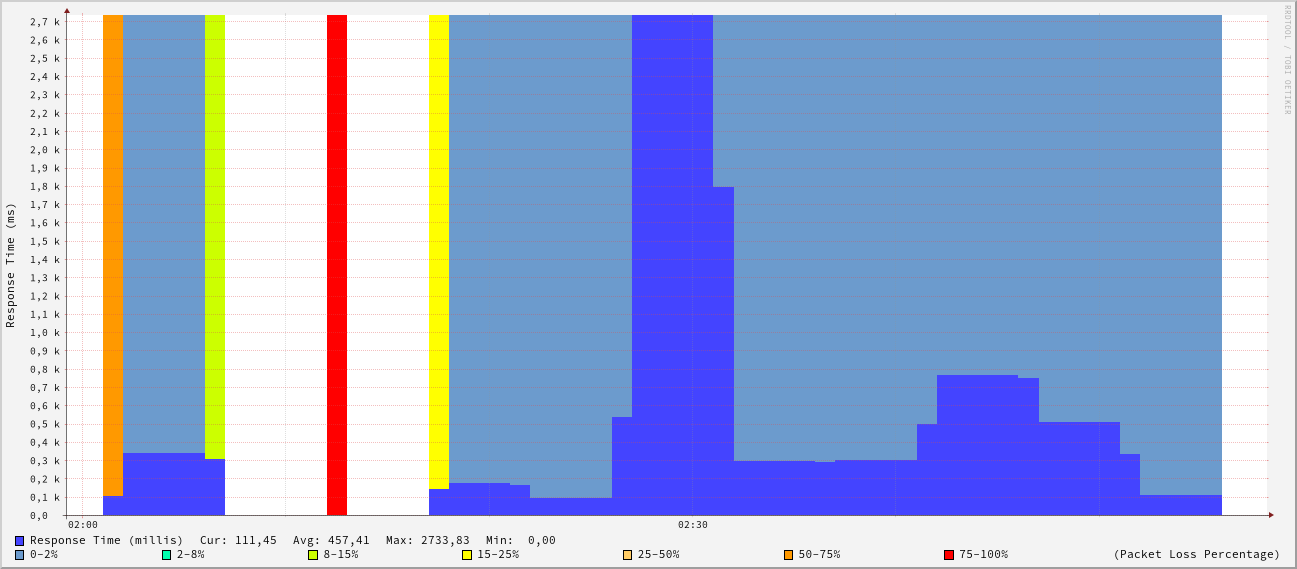 2,7 k
2,6 k
2,5 k
2,4 k
2,3 k
2,2 k
2,1 k
2,0 k
1,9 k
1,8 k
1,7 k
1,6 k
1,5 k
1,4 k
1,3 k
1,2 k
1,1 k
1,0 k
0,9 k
0,8 k
0,7 k
0,6 k
0,5 k
0,4 k
0,3 k
0,2 k
0,1 k
0,0
Response Time (ms)
RRDTOOL / TOBI OETIKER
02:00 02:30
Response Time (millis) Cur: 111,45 Avg: 457,41 Max: 2733,83 Min: 0,00
0-2% 2-8% 8-15% 15-25% 25-50% 50-75% 75-100% (Packet Loss Percentage)